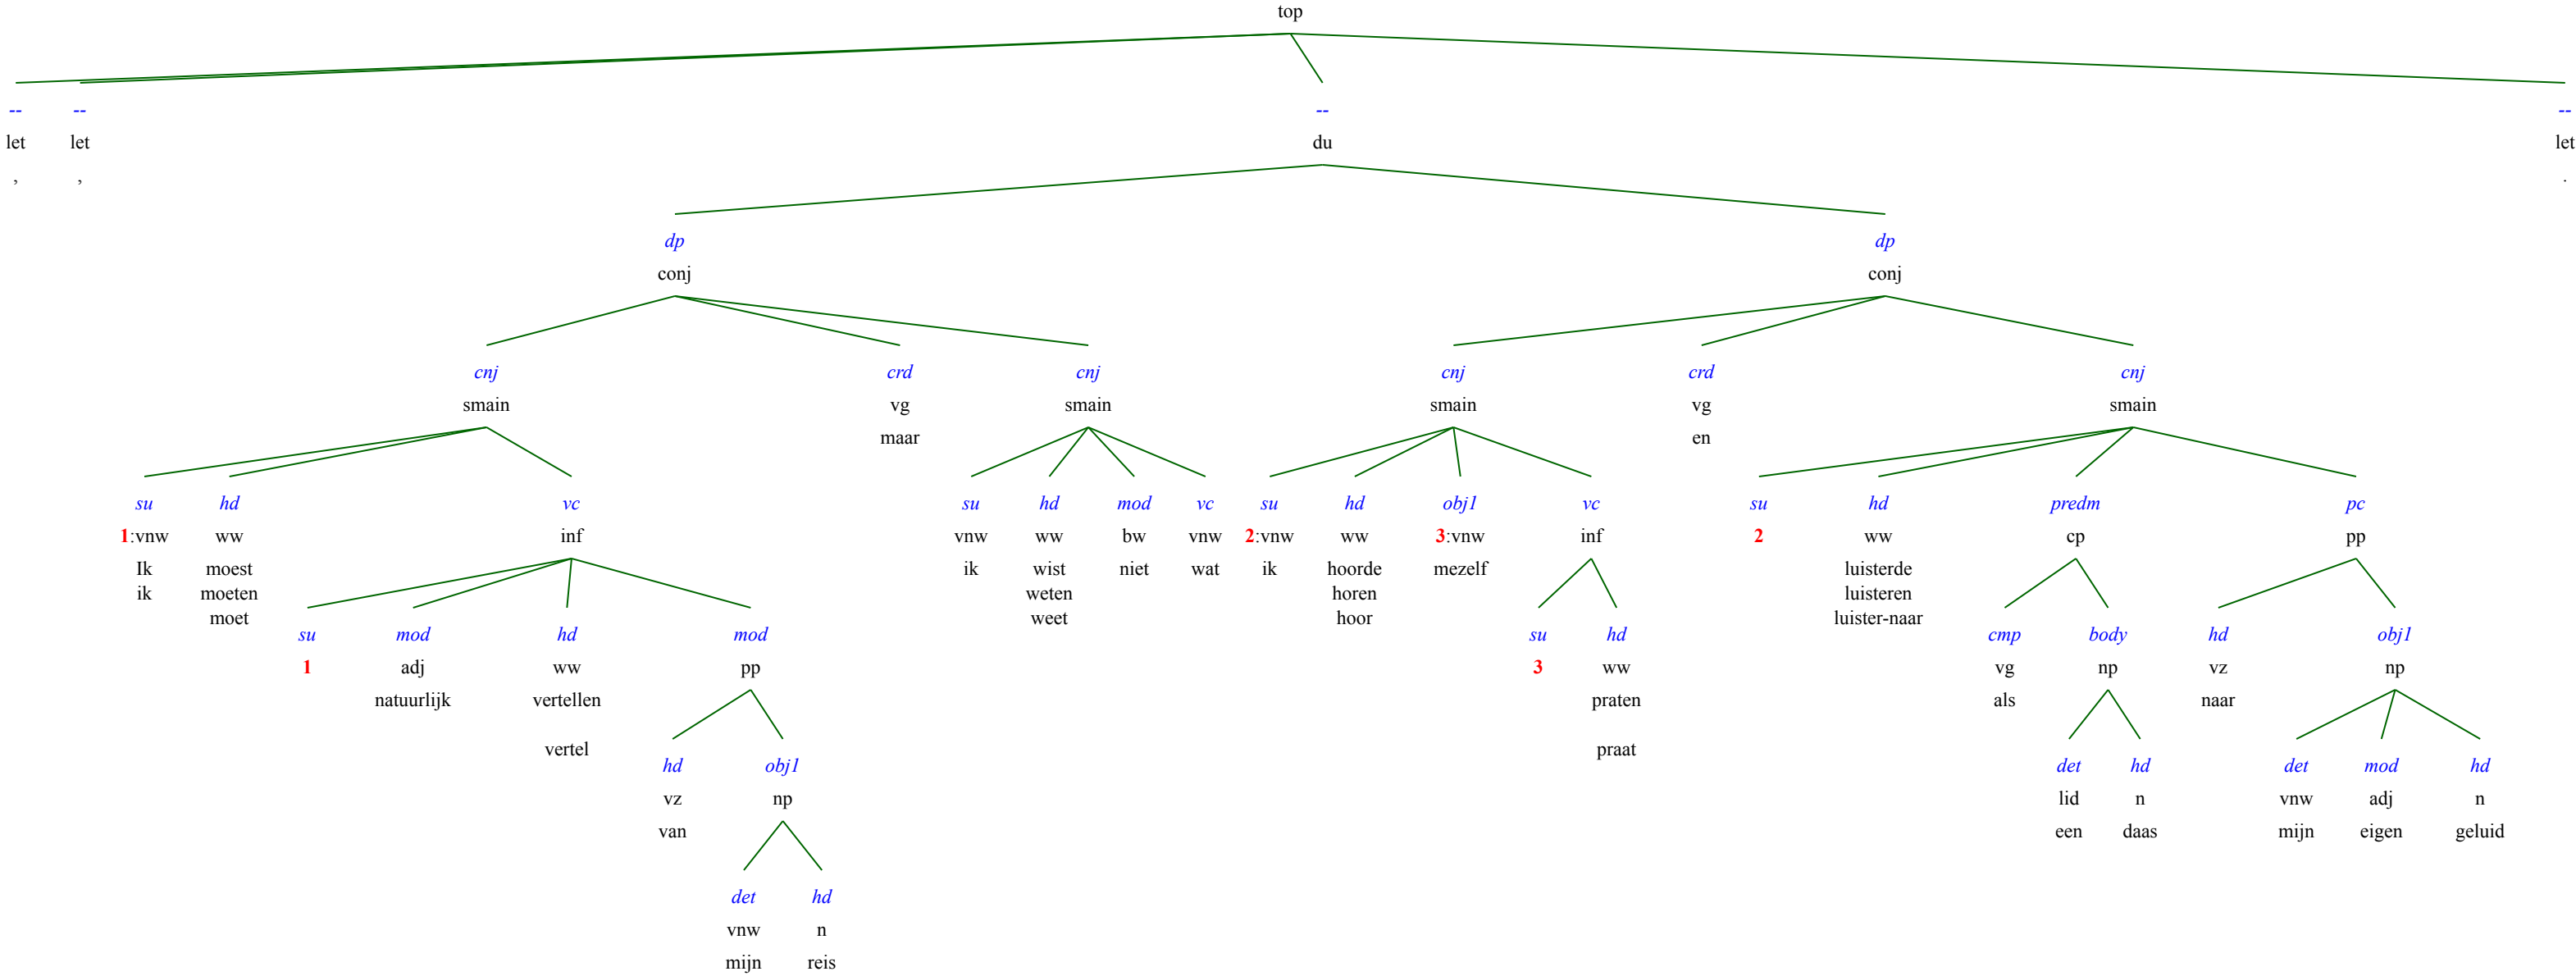 top
-- -- -- --
let let du let
, , .
dp dp
conj conj
cnj crd cnj cnj crd cnj
smain vg smain smain vg smain
maar en
su hd vc su hd mod vc su hd obj1 vc su hd predm pc
1:vnw ww inf vnw ww bw vnw 2:vnw ww 3:vnw inf 2 ww cp pp
Ik moest ik wist niet wat ik hoorde mezelf luisterde
ik moeten weten horen luisteren
moet weet hoor luister-naar
su mod hd mod su hd cmp body hd obj1
1 adj ww pp 3 ww vg np vz np
natuurlijk vertellen praten als naar
vertel praat
hd obj1 det hd det mod hd
vz np lid n vnw adj n
van een daas mijn eigen geluid
det hd
vnw n
mijn reis